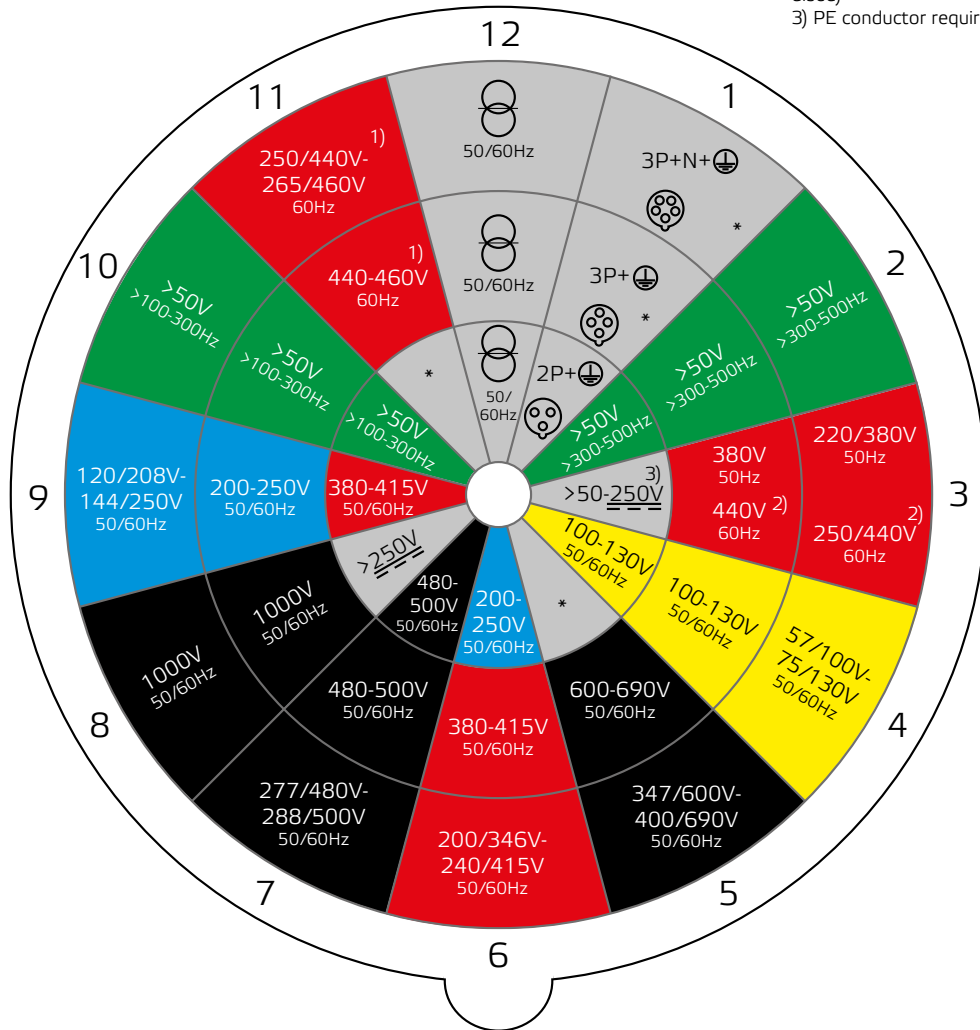 3) PE conductor requir
12
50/60Hz
50/60Hz
50/
60Hz
1
3P+N+
*
3P+
*
2P+
2
>50V
>300-500Hz
>50V
>300-500Hz
>50V
>300-500Hz
3
220/380V
50Hz
250/440V 2)
60Hz
380V
50Hz
440V 2)
60Hz
3)
>50-250V
4
57/100V-
75/130V
50/60Hz
100-130V
50/60Hz
100-130V
50/60Hz
5
347/600V-
400/690V
50/60Hz
600-690V
50/60Hz
*
6
200/346V-
240/415V
50/60Hz
380-415V
50/60Hz
200-
250V
50/60Hz
7
277/480V-
288/500V
50/60Hz
480-500V
50/60Hz
480-
500V
50/60Hz
8
1000V
50/60Hz
1000V
50/60Hz
>250V
9
120/208V-
144/250V
50/60Hz
200-250V
50/60Hz
380-415V
50/60Hz
10
>50V
>100-300Hz
>50V
>100-300Hz
>50V
>100-300Hz
11
1)
250/440V-
265/460V
60Hz
1)
440-460V
60Hz
*